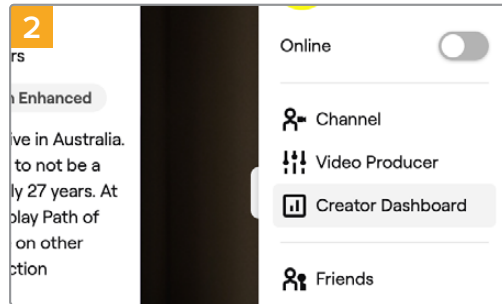 2
rs
n Enhanced
ive in Australia.
to not be a
ly 27 years. At
play Path of
on other
ction
Online
Channel
Video Producer
Creator Dashboard
Friends